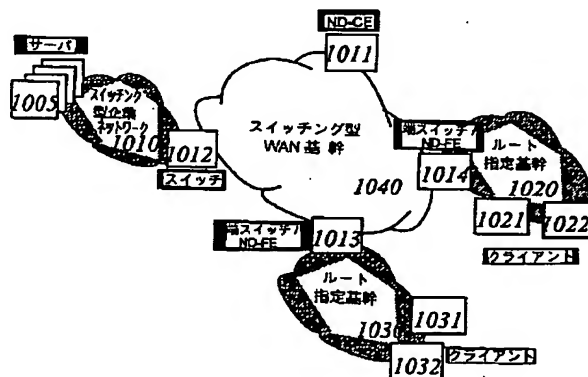 ND-CE
1011
サーバ
1005
スイッチング
型企業
ネットワーク
1010
1012
スイッチ
スイッチング型
WAN 基幹
1040
端スイッチ/
ND-FE
1014
ルート
指定基幹
1020
1021
1022
クライアント
端スイッチ/
ND-FE
1013
ルート
指定基幹
1030
1031
1032
クライアント